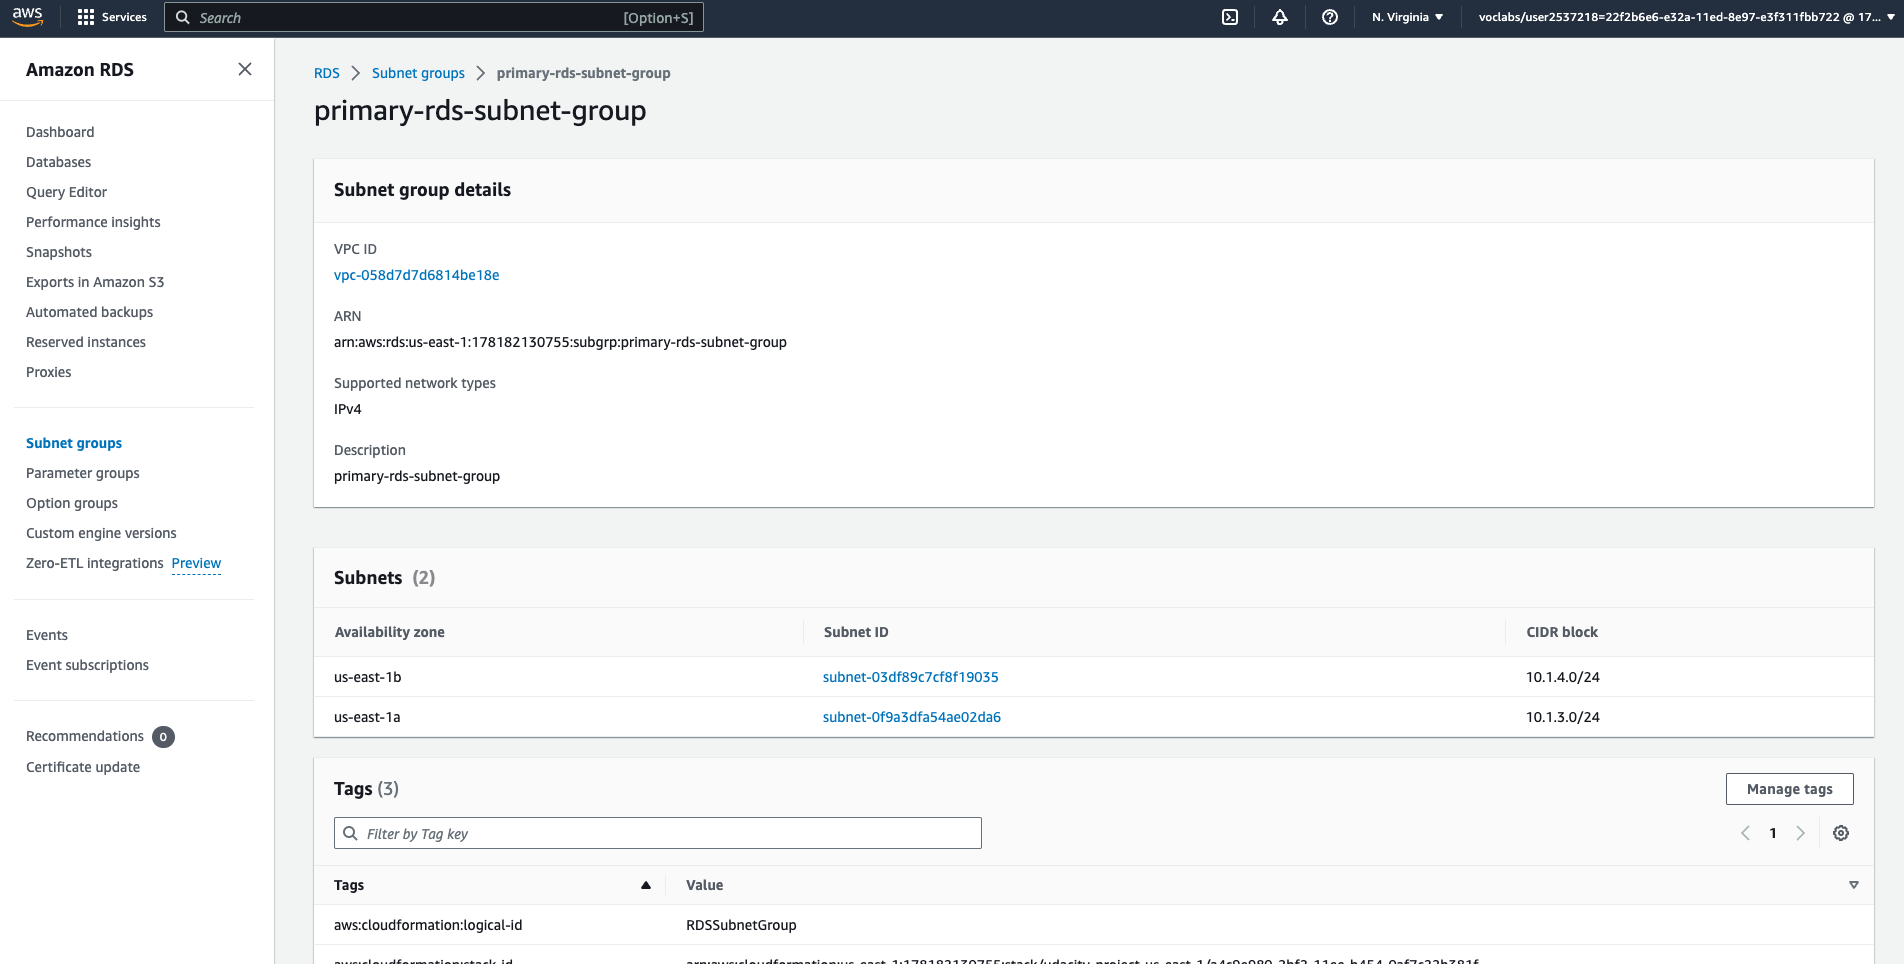 aws
Services
Search
[Option+S]
N. Virginia
voclabs/user2537218=22f2b6e6-e32a-11ed-8e97-e3f311fbb722 @ 17...
Amazon RDS
Dashboard
Databases
Query Editor
Performance insights
Snapshots
Exports in Amazon S3
Automated backups
Reserved instances
Proxies
Subnet groups
Parameter groups
Option groups
Custom engine versions
Zero-ETL integrations Preview
Events
Event subscriptions
Recommendations 0
Certificate update
RDS > Subnet groups > primary-rds-subnet-group
primary-rds-subnet-group
Subnet group details
VPC ID
vpc-058d7d7d6814be18e
ARN
arn:aws:rds:us-east-1:178182130755:subgrp:primary-rds-subnet-group
Supported network types
IPv4
Description
primary-rds-subnet-group
Subnets (2)
Availability zone Subnet ID CIDR block
us-east-1b subnet-03df89c7cf8f19035 10.1.4.0/24
us-east-1a subnet-0f9a3dfa54ae02da6 10.1.3.0/24
Tags (3)
Manage tags
Filter by Tag key
1
Tags Value
aws:cloudformation:logical-id RDSSubnetGroup
aws:cloudformation:stack-id